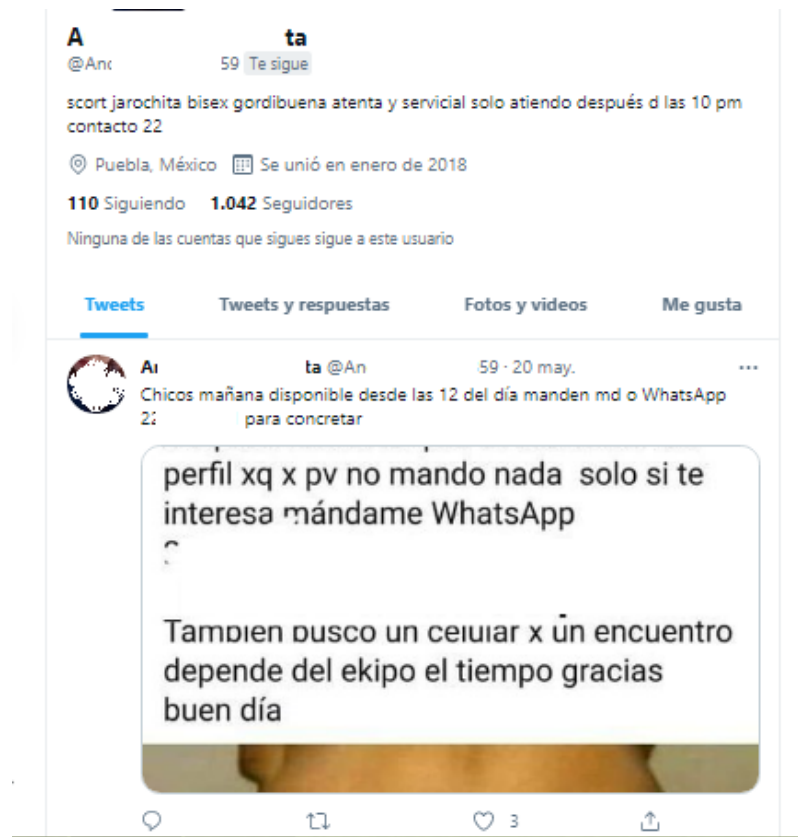 A ta
@And 59 Te sigue
scort jarochita bisex gordibuena atenta y servicial solo atiendo después d las 10 pm
contacto 22
Puebla, México Se unió en enero de 2018
110 Siguiendo 1.042 Seguidores
Ninguna de las cuentas que sigues sigue a este usuario
Tweets Tweets y respuestas Fotos y videos Me gusta
A ta @An 59 · 20 may. ···
Chicos mañana disponible desde las 12 del día manden md o WhatsApp
22 para concretar
perfil xq x pv no mando nada solo si te
interesa mándame WhatsApp
Tambien busco un celular x un encuentro
depende del ekipo el tiempo gracias
buen día
3